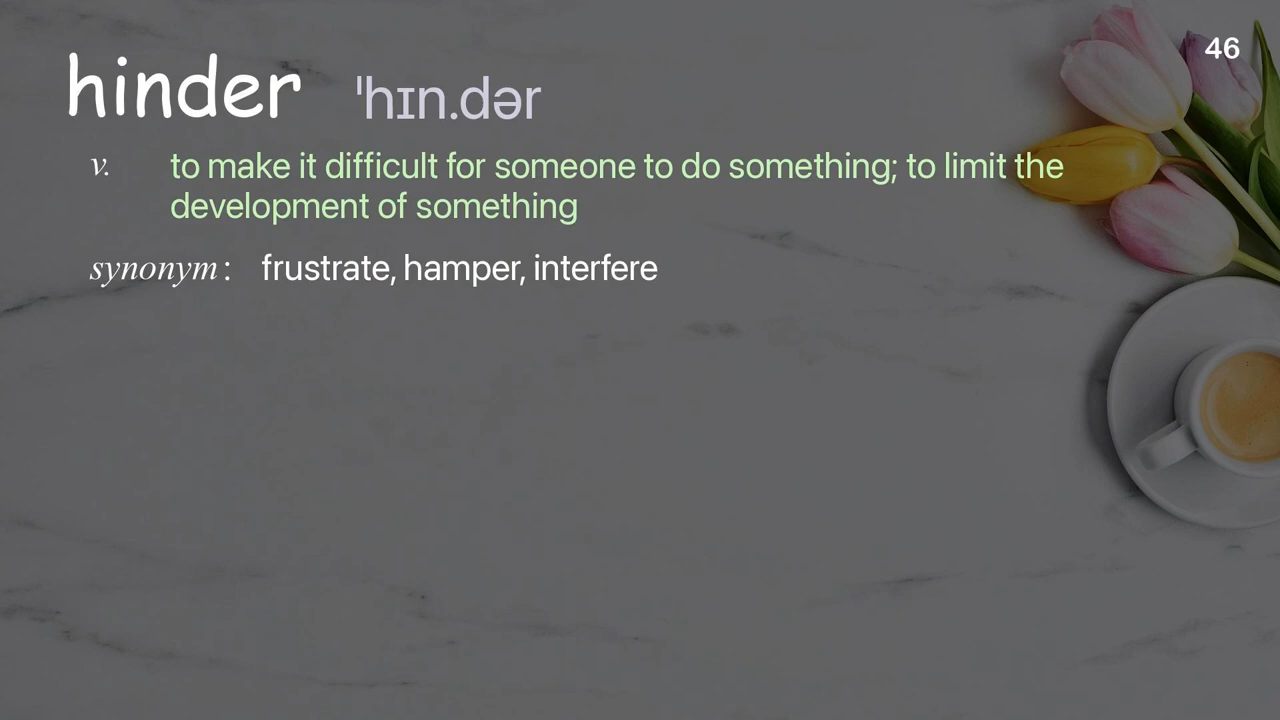 46
hinder ˈhɪn.dər
v. to make it difficult for someone to do something; to limit the
development of something
synonym: frustrate, hamper, interfere